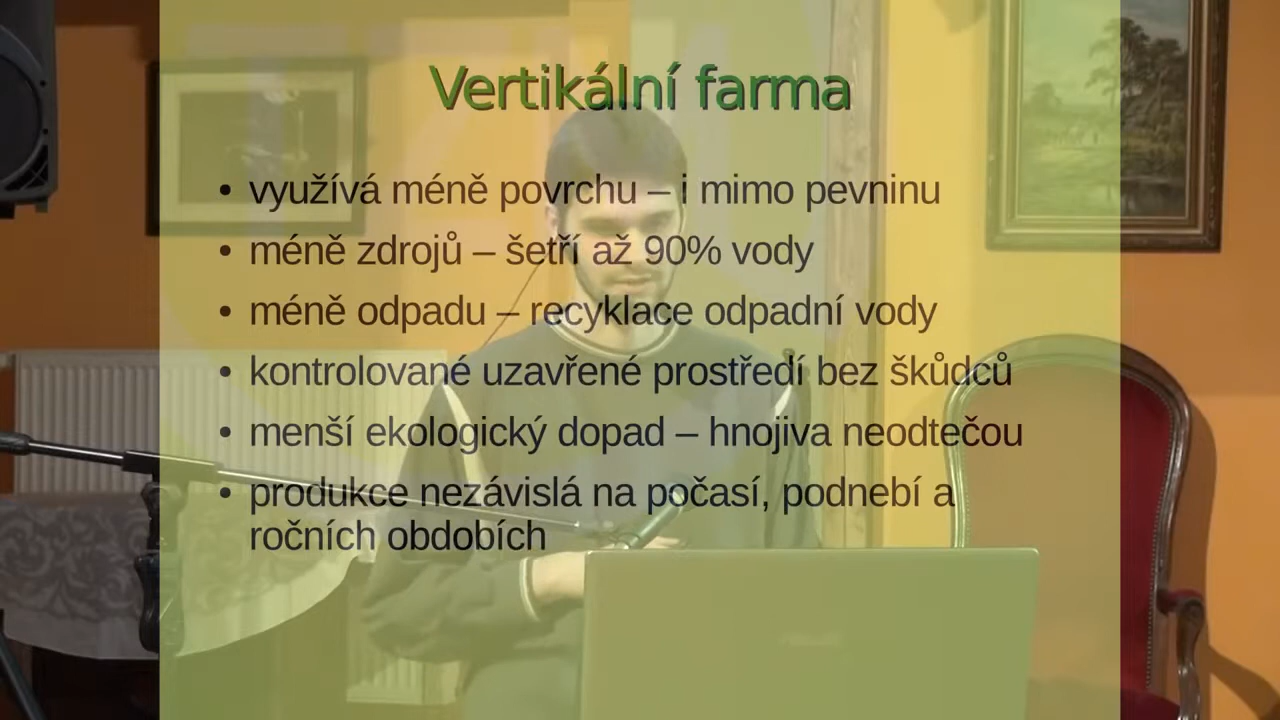 Vertikální farma
• využívá méně povrchu – i mimo pevninu
• méně zdrojů – šetří až 90% vody
• méně odpadu – recyklace odpadní vody
• kontrolované uzavřené prostředí bez škůdců
• menší ekologický dopad – hnojiva neodtečou
• produkce nezávislá na počasí, podnebí a
ročních obdobích